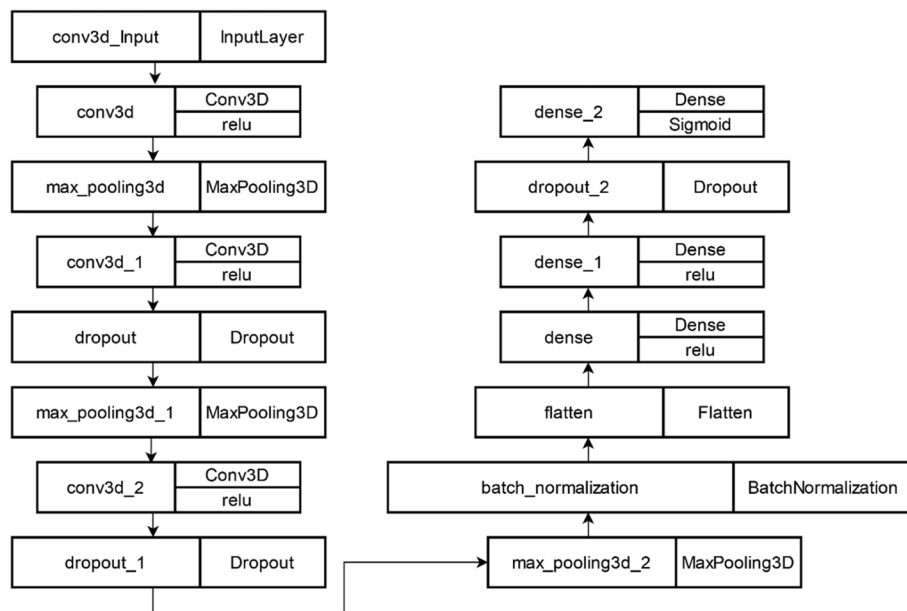 conv3d_Input InputLayer
conv3d Conv3D
relu
max_pooling3d MaxPooling3D
conv3d_1 Conv3D
relu
dropout Dropout
max_pooling3d_1 MaxPooling3D
conv3d_2 Conv3D
relu
dropout_1 Dropout
dense_2 Dense
Sigmoid
dropout_2 Dropout
dense_1 Dense
relu
dense Dense
relu
flatten Flatten
batch_normalization BatchNormalization
max_pooling3d_2 MaxPooling3D